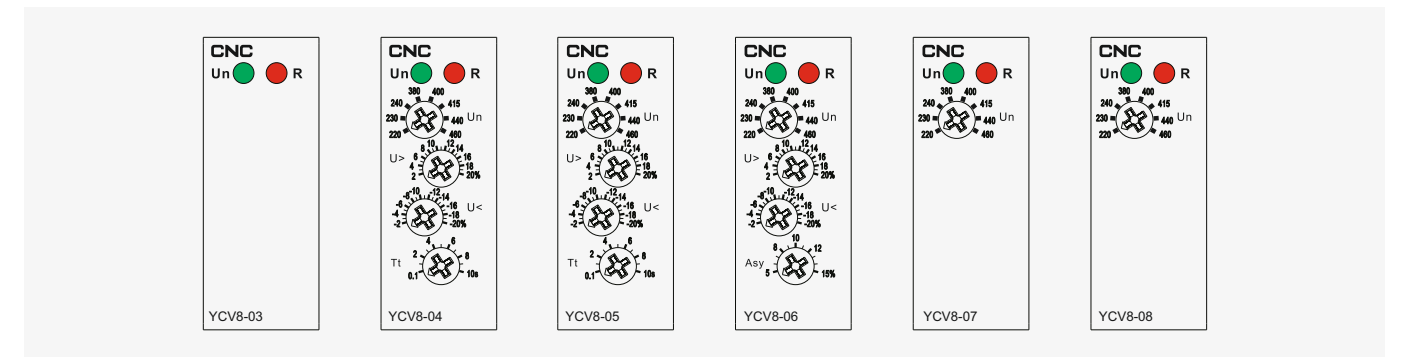 CNC
Un R
YCV8-03
CNC
Un R
380 400
240 415
230 440 Un
220 460
U> 8 10 12 14
6 16
4 18
2 20%
-8 -10 -12 -14
-6 -16 U<
-4 -18
-2 -20%
4 6
Tt 2 8
0.1 10s
YCV8-04
CNC
Un R
380 400
240 415
230 440 Un
220 460
U> 8 10 12 14
6 16
4 18
2 20%
-8 -10 -12 -14
-6 -16 U<
-4 -18
-2 -20%
4 6
Tt 2 8
0.1 10s
YCV8-05
CNC
Un R
380 400
240 415
230 440 Un
220 460
U> 8 10 12 14
6 16
4 18
2 20%
-8 -10 -12 -14
-6 -16 U<
-4 -18
-2 -20%
10
8 12
Asy 5 15%
YCV8-06
CNC
Un R
380 400
240 415
230 440 Un
220 460
YCV8-07
CNC
Un R
380 400
240 415
230 440 Un
220 460
YCV8-08